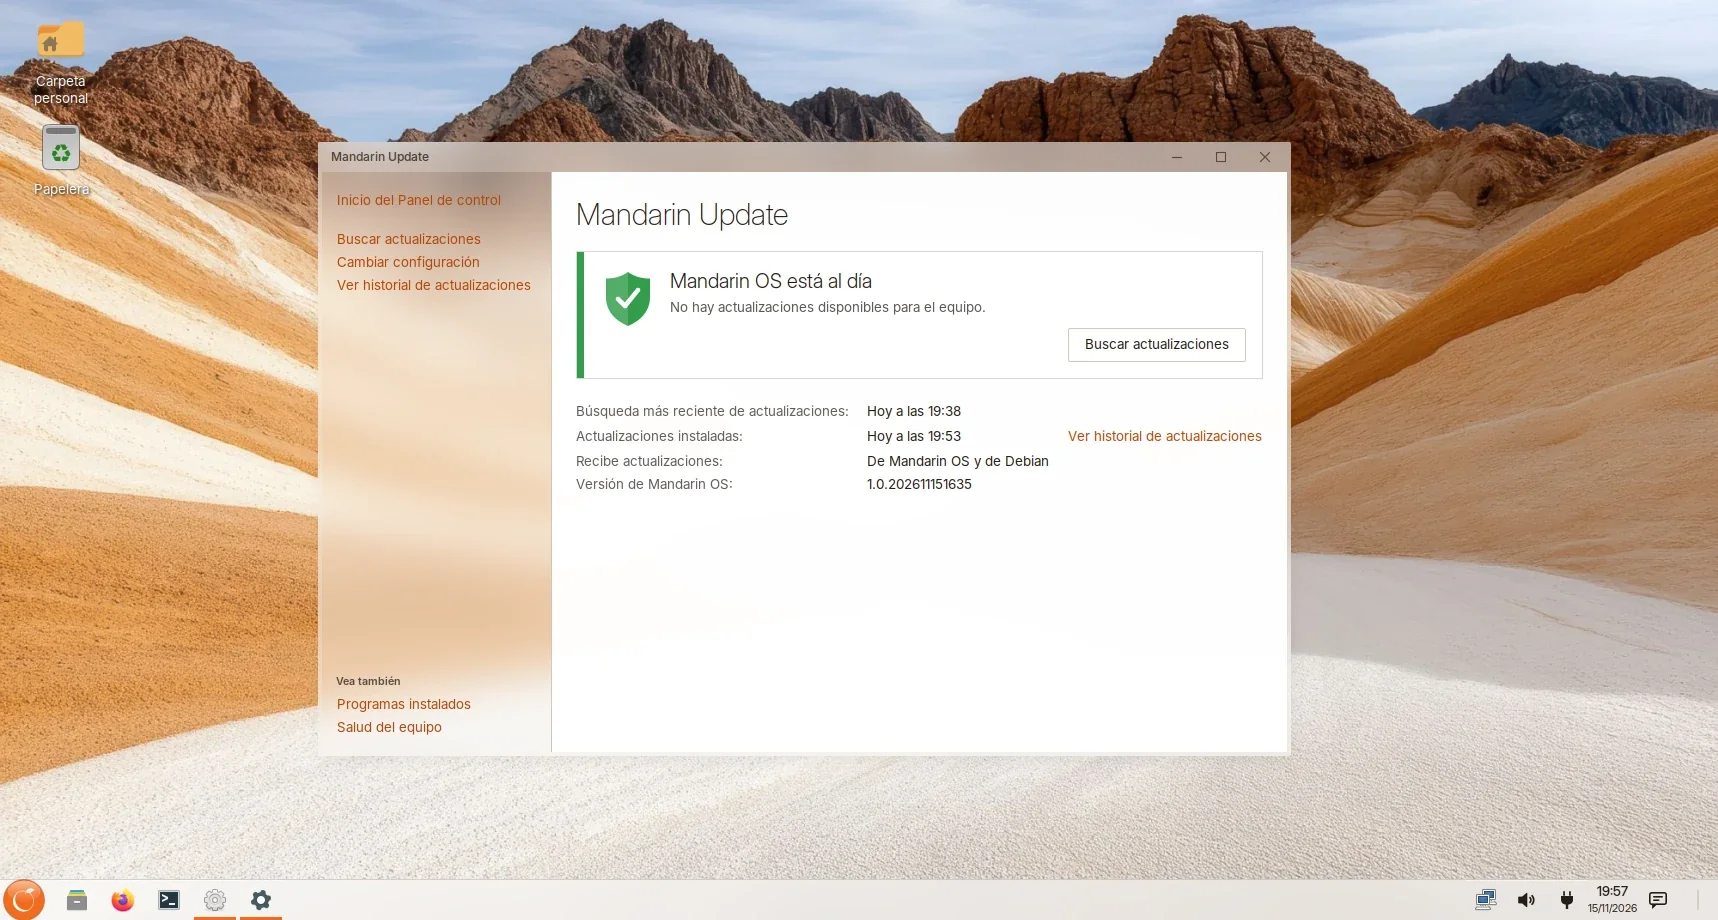 Carpeta
personal
Papelera
Mandarin Update
Inicio del Panel de control
Buscar actualizaciones
Cambiar configuración
Ver historial de actualizaciones
Vea también
Programas instalados
Salud del equipo
Mandarin Update
Mandarin OS está al día
No hay actualizaciones disponibles para el equipo.
Buscar actualizaciones
Búsqueda más reciente de actualizaciones: Hoy a las 19:38
Actualizaciones instaladas: Hoy a las 19:53 Ver historial de actualizaciones
Recibe actualizaciones: De Mandarin OS y de Debian
Versión de Mandarin OS: 1.0.202611151635
19:57
15/11/2026